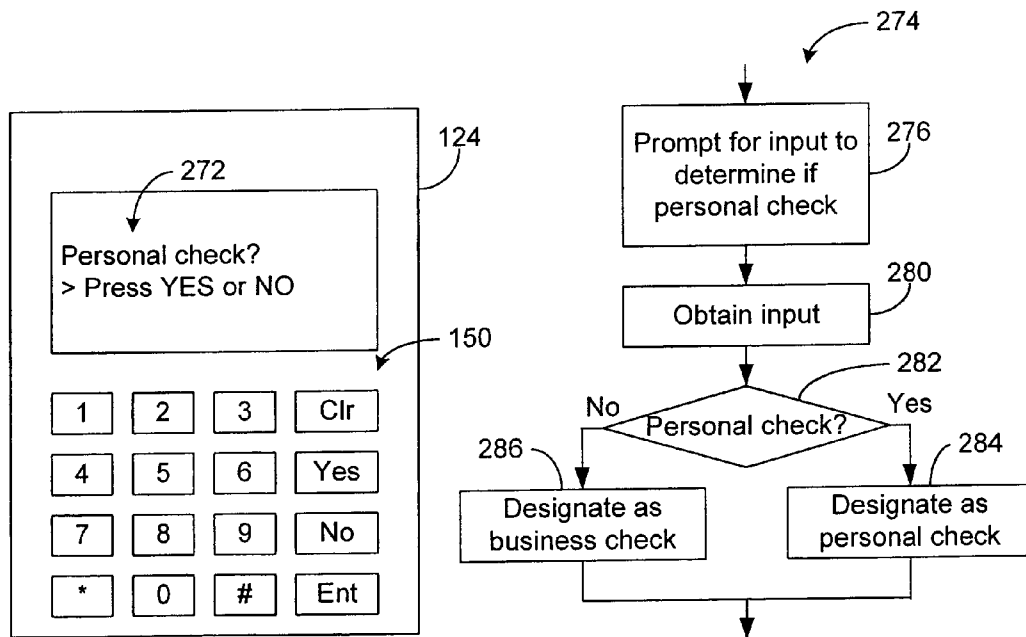 274
124
272
Personal check?
> Press YES or NO
150
1 2 3 Clr
4 5 6 Yes
7 8 9 No
* 0 # Ent
Prompt for input to
determine if
personal check
276
Obtain input
280
282
No
Personal check?
Yes
286
284
Designate as
business check
Designate as
personal check